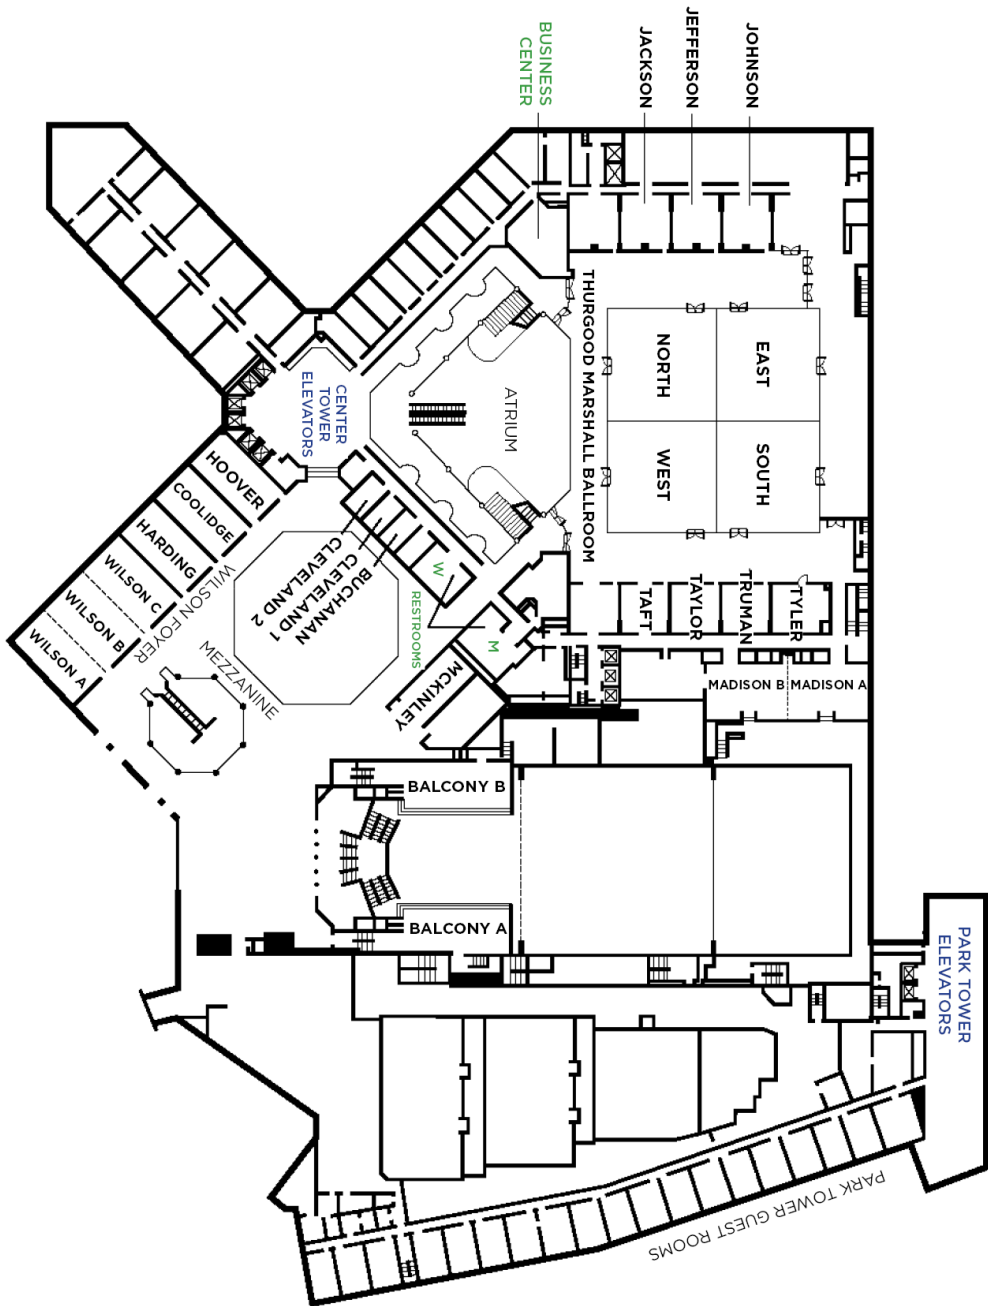 BUSINESS
CENTER
JACKSON
JEFFERSON
JOHNSON
THURGOOD MARSHALL BALLROOM
NORTH
EAST
WEST
SOUTH
ATRIUM
CENTER
TOWER
ELEVATORS
HOOVER
COOLIDGE
HARDING
WILSON C
WILSON B
WILSON A
WILSON FOYER
MEZZANINE
BUCHANAN
CLEVELAND 1
CLEVELAND 2
W
RESTROOMS
M
MCKINLEY
TAFT
TAYLOR
TRUMAN
TYLER
MADISON B
MADISON A
BALCONY B
BALCONY A
PARK TOWER
ELEVATORS
PARK TOWER GUEST ROOMS